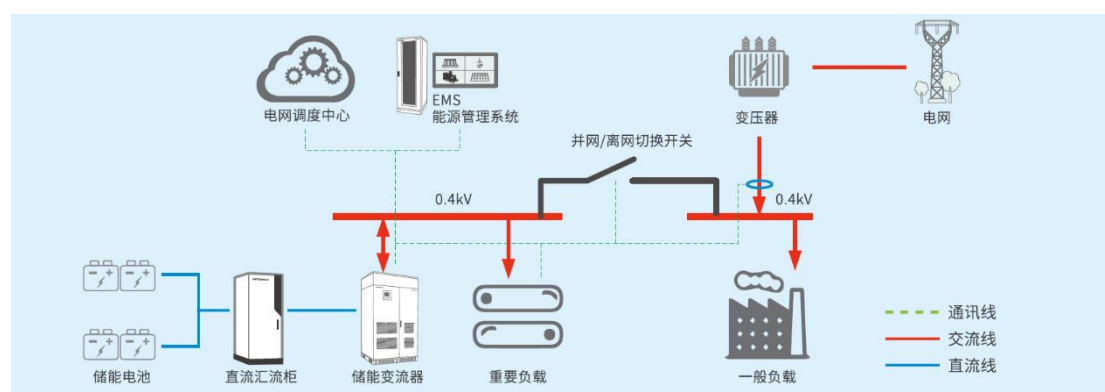 电网调度中心
EMS
能源管理系统
变压器
电网
并网/离网切换开关
0.4kV
0.4kV
储能电池
直流汇流柜
储能变流器
重要负载
一般负载
通讯线
交流线
直流线